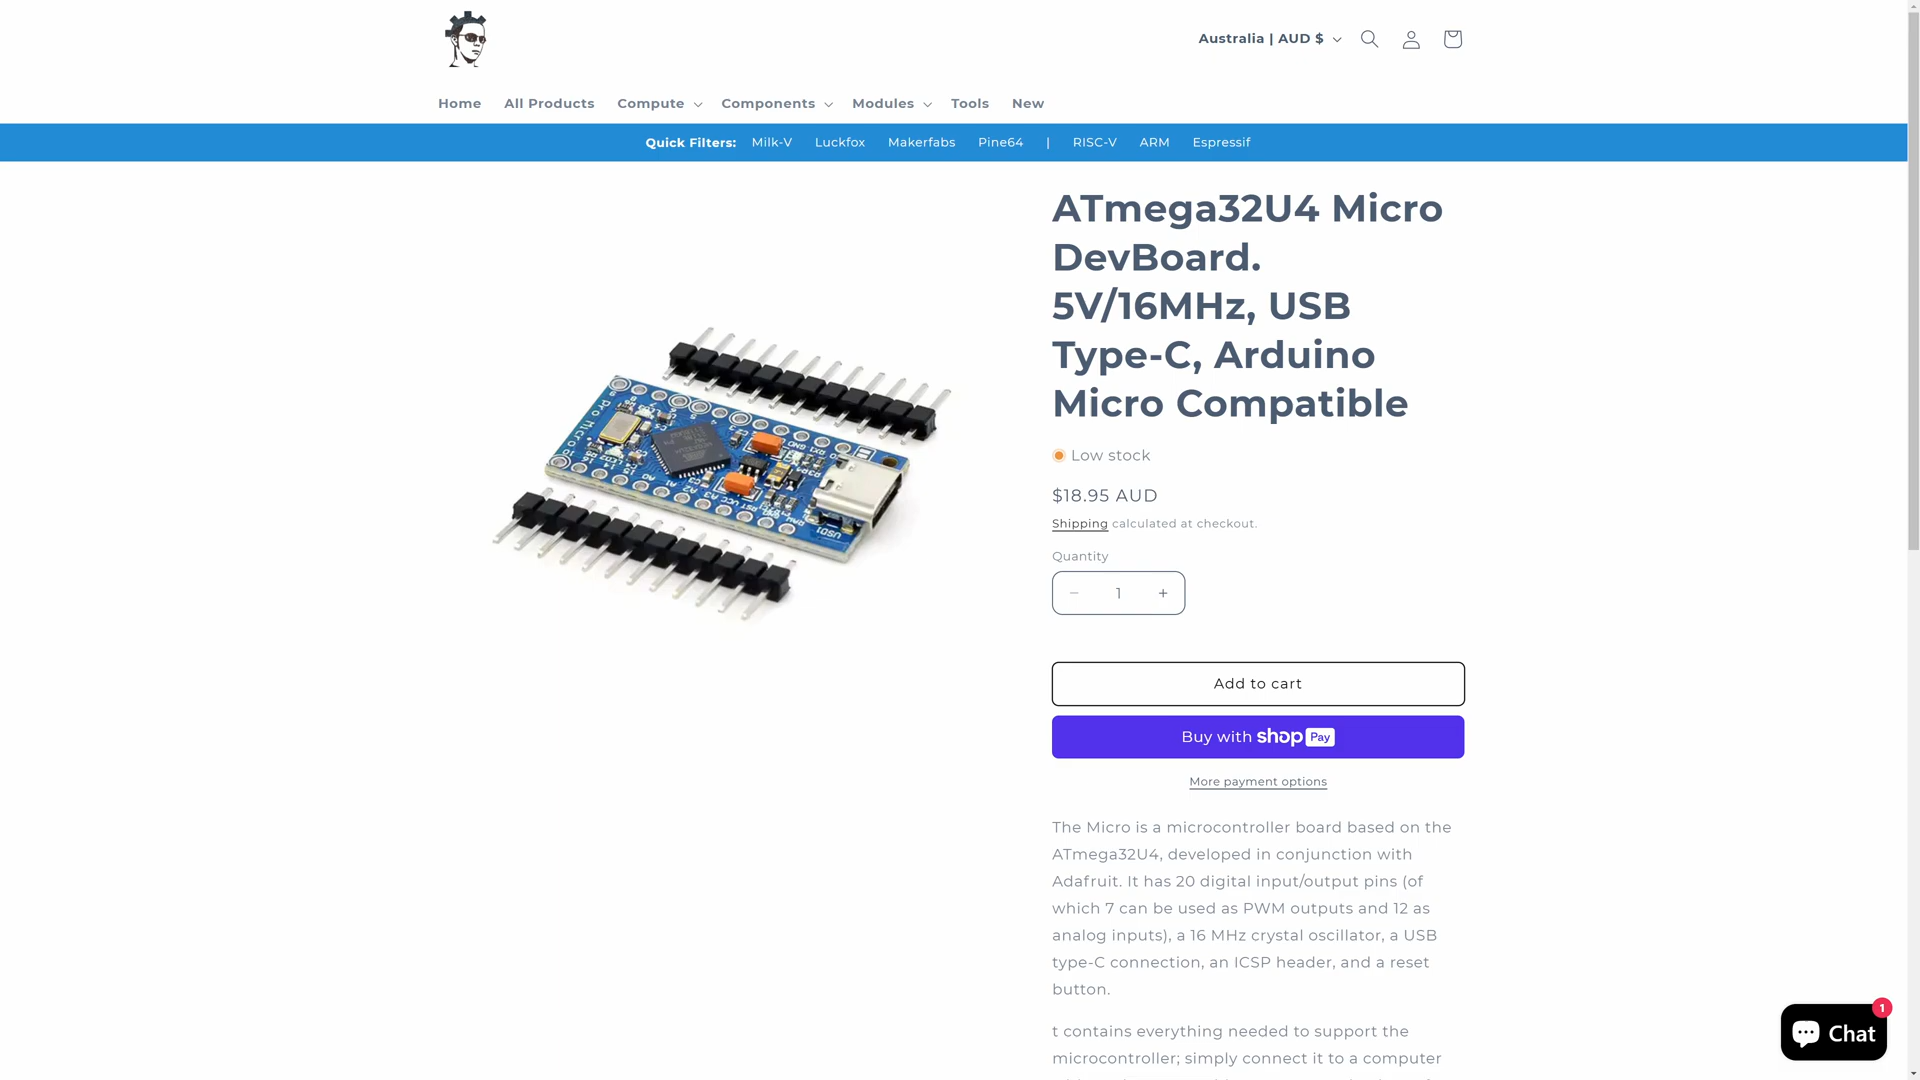 Australia | AUD $
Home All Products Compute Components Modules Tools New
Quick Filters: Milk-V Luckfox Makerfabs Pine64 | RISC-V ARM Espressif
ATmega32U4 Micro
DevBoard.
5V/16MHz, USB
Type-C, Arduino
Micro Compatible
Low stock
$18.95 AUD
Shipping calculated at checkout.
Quantity
1
Add to cart
Buy with shop Pay
More payment options
The Micro is a microcontroller board based on the
ATmega32U4, developed in conjunction with
Adafruit. It has 20 digital input/output pins (of
which 7 can be used as PWM outputs and 12 as
analog inputs), a 16 MHz crystal oscillator, a USB
type-C connection, an ICSP header, and a reset
button.
t contains everything needed to support the
microcontroller; simply connect it to a computer
Pro Micro
1
Chat